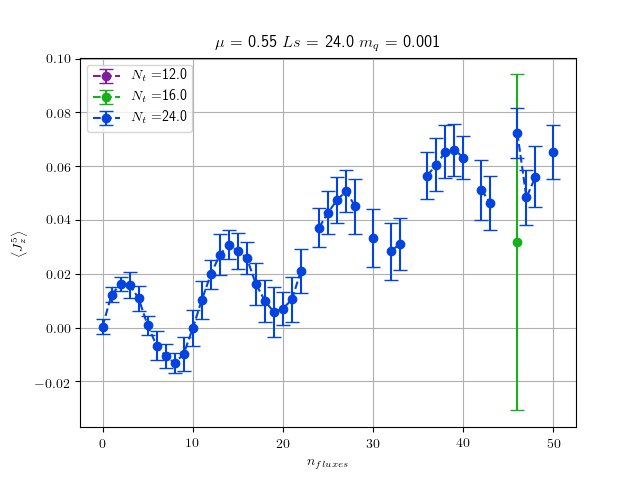 μ = 0.55 Ls = 24.0 m_q = 0.001
0.10
0.08
0.06
0.04
0.02
0.00
−0.02
⟨J_z^5⟩
N_t =12.0
N_t =16.0
N_t =24.0
0 10 20 30 40 50
n_{fluxes}